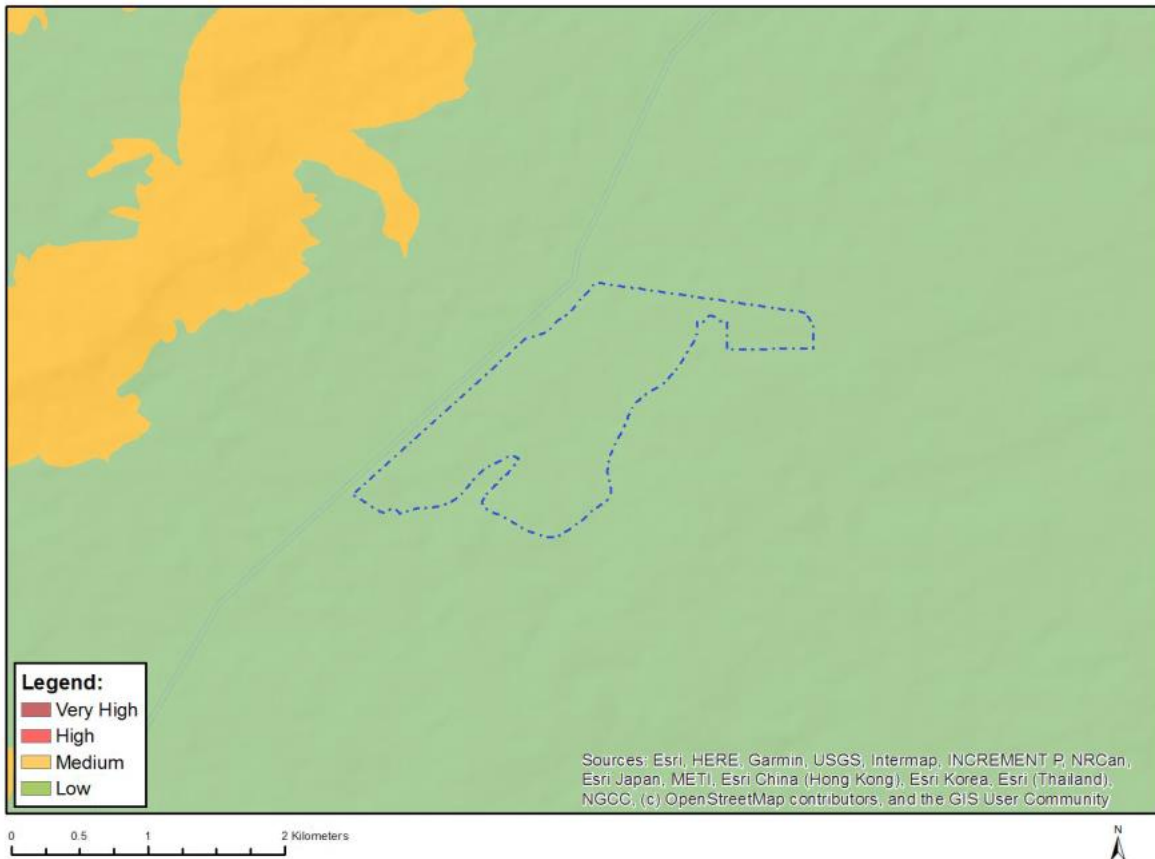 Legend:
Very High
High
Medium
Low
Sources: Esri, HERE, Garmin, USGS, Intermap, INCREMENT P, NRCan,
Esri Japan, METI, Esri China (Hong Kong), Esri Korea, Esri (Thailand),
NGCC, (c) OpenStreetMap contributors, and the GIS User Community
0 0.5 1 2 Kilometers
N